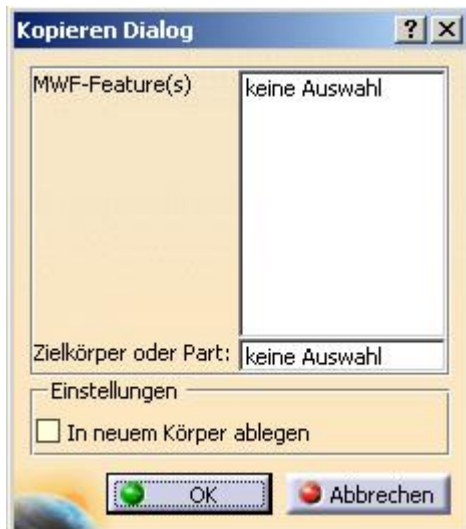 Kopieren Dialog
MWF-Feature(s)
keine Auswahl
Zielkörper oder Part:
keine Auswahl
Einstellungen
In neuem Körper ablegen
OK
Abbrechen